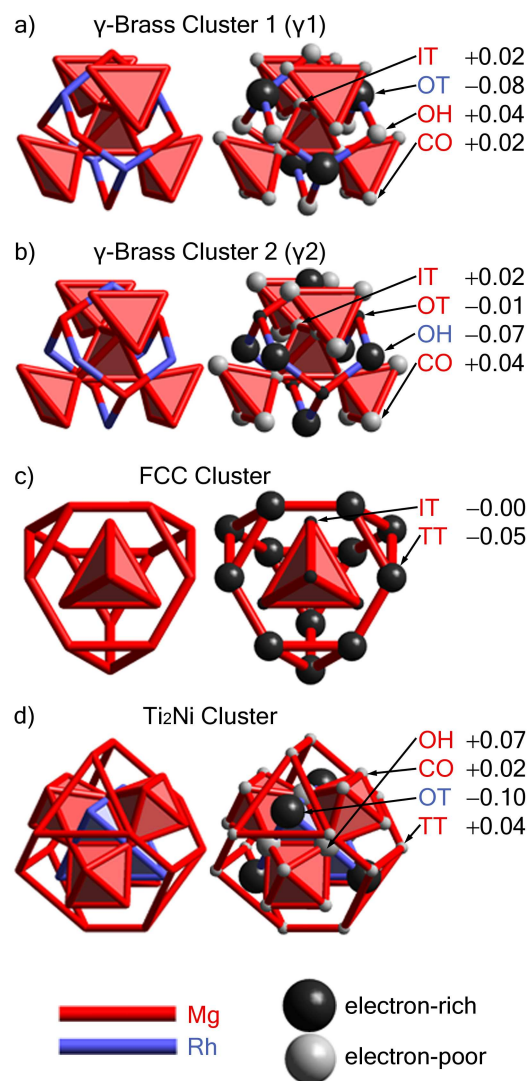 a) γ-Brass Cluster 1 (γ1)
IT +0.02
OT −0.08
OH +0.04
CO +0.02
b) γ-Brass Cluster 2 (γ2)
IT +0.02
OT −0.01
OH −0.07
CO +0.04
c) FCC Cluster
IT −0.00
TT −0.05
d) Ti₂Ni Cluster
OH +0.07
CO +0.02
OT −0.10
TT +0.04
Mg electron-rich
Rh electron-poor